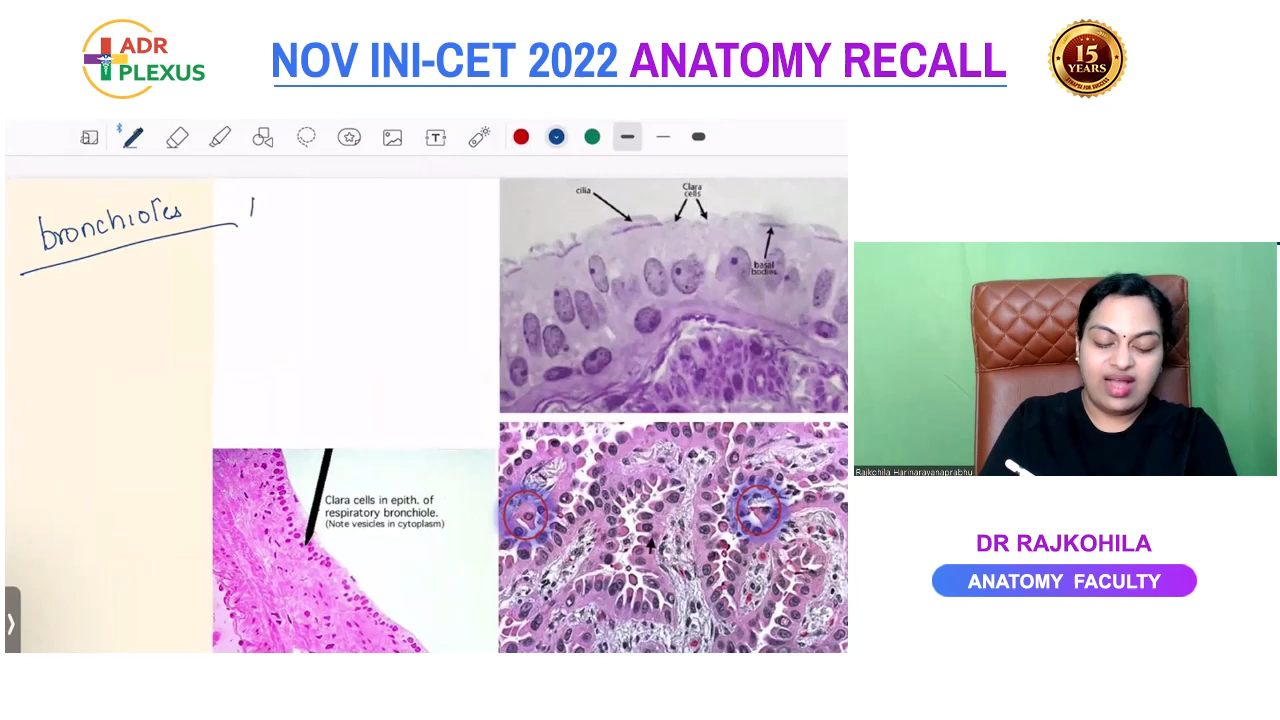 ADR
PLEXUS
NOV INI-CET 2022 ANATOMY RECALL
15
YEARS
T
bronchioles
cilia
Clara
cells
basal
bodies
Clara cells in epith. of
respiratory bronchiole.
(Note vesicles in cytoplasm)
Rajkohila Harinarayanaprabhu
DR RAJKOHILA
ANATOMY FACULTY